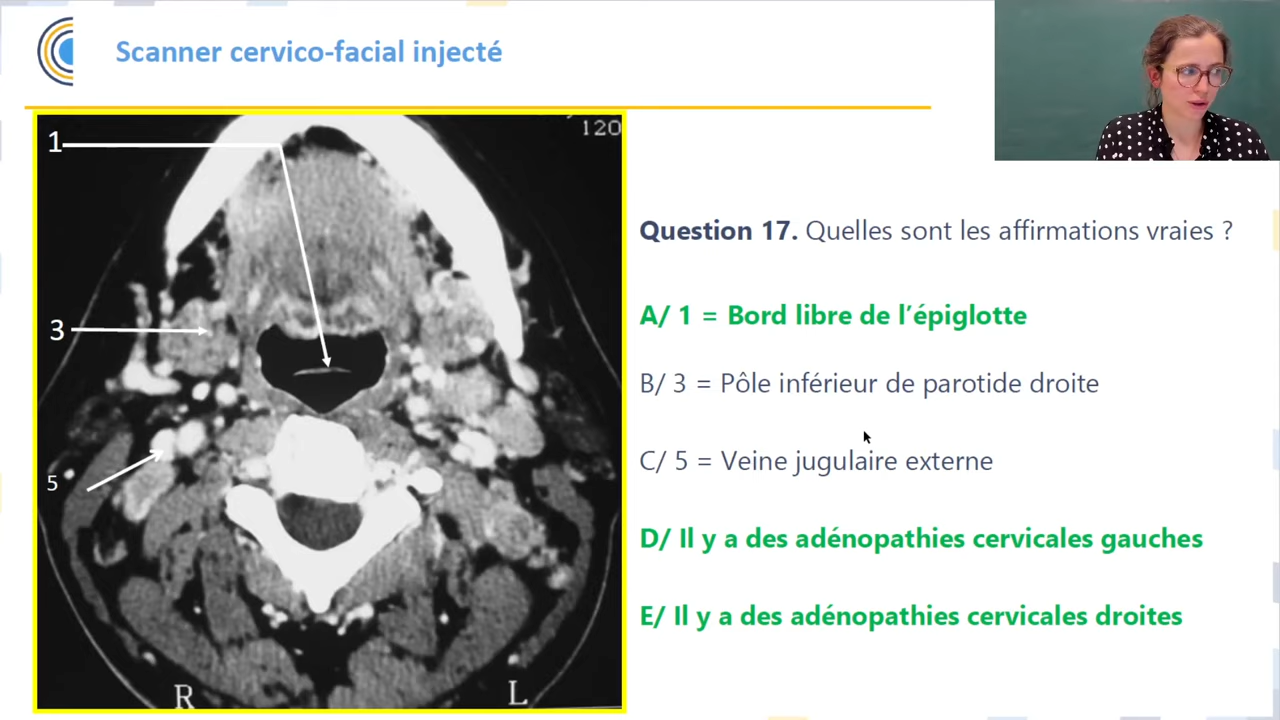 Scanner cervico-facial injecté
120
1
3
5
R
L
Question 17. Quelles sont les affirmations vraies ?
A/ 1 = Bord libre de l’épiglotte
B/ 3 = Pôle inférieur de parotide droite
C/ 5 = Veine jugulaire externe
D/ Il y a des adénopathies cervicales gauches
E/ Il y a des adénopathies cervicales droites